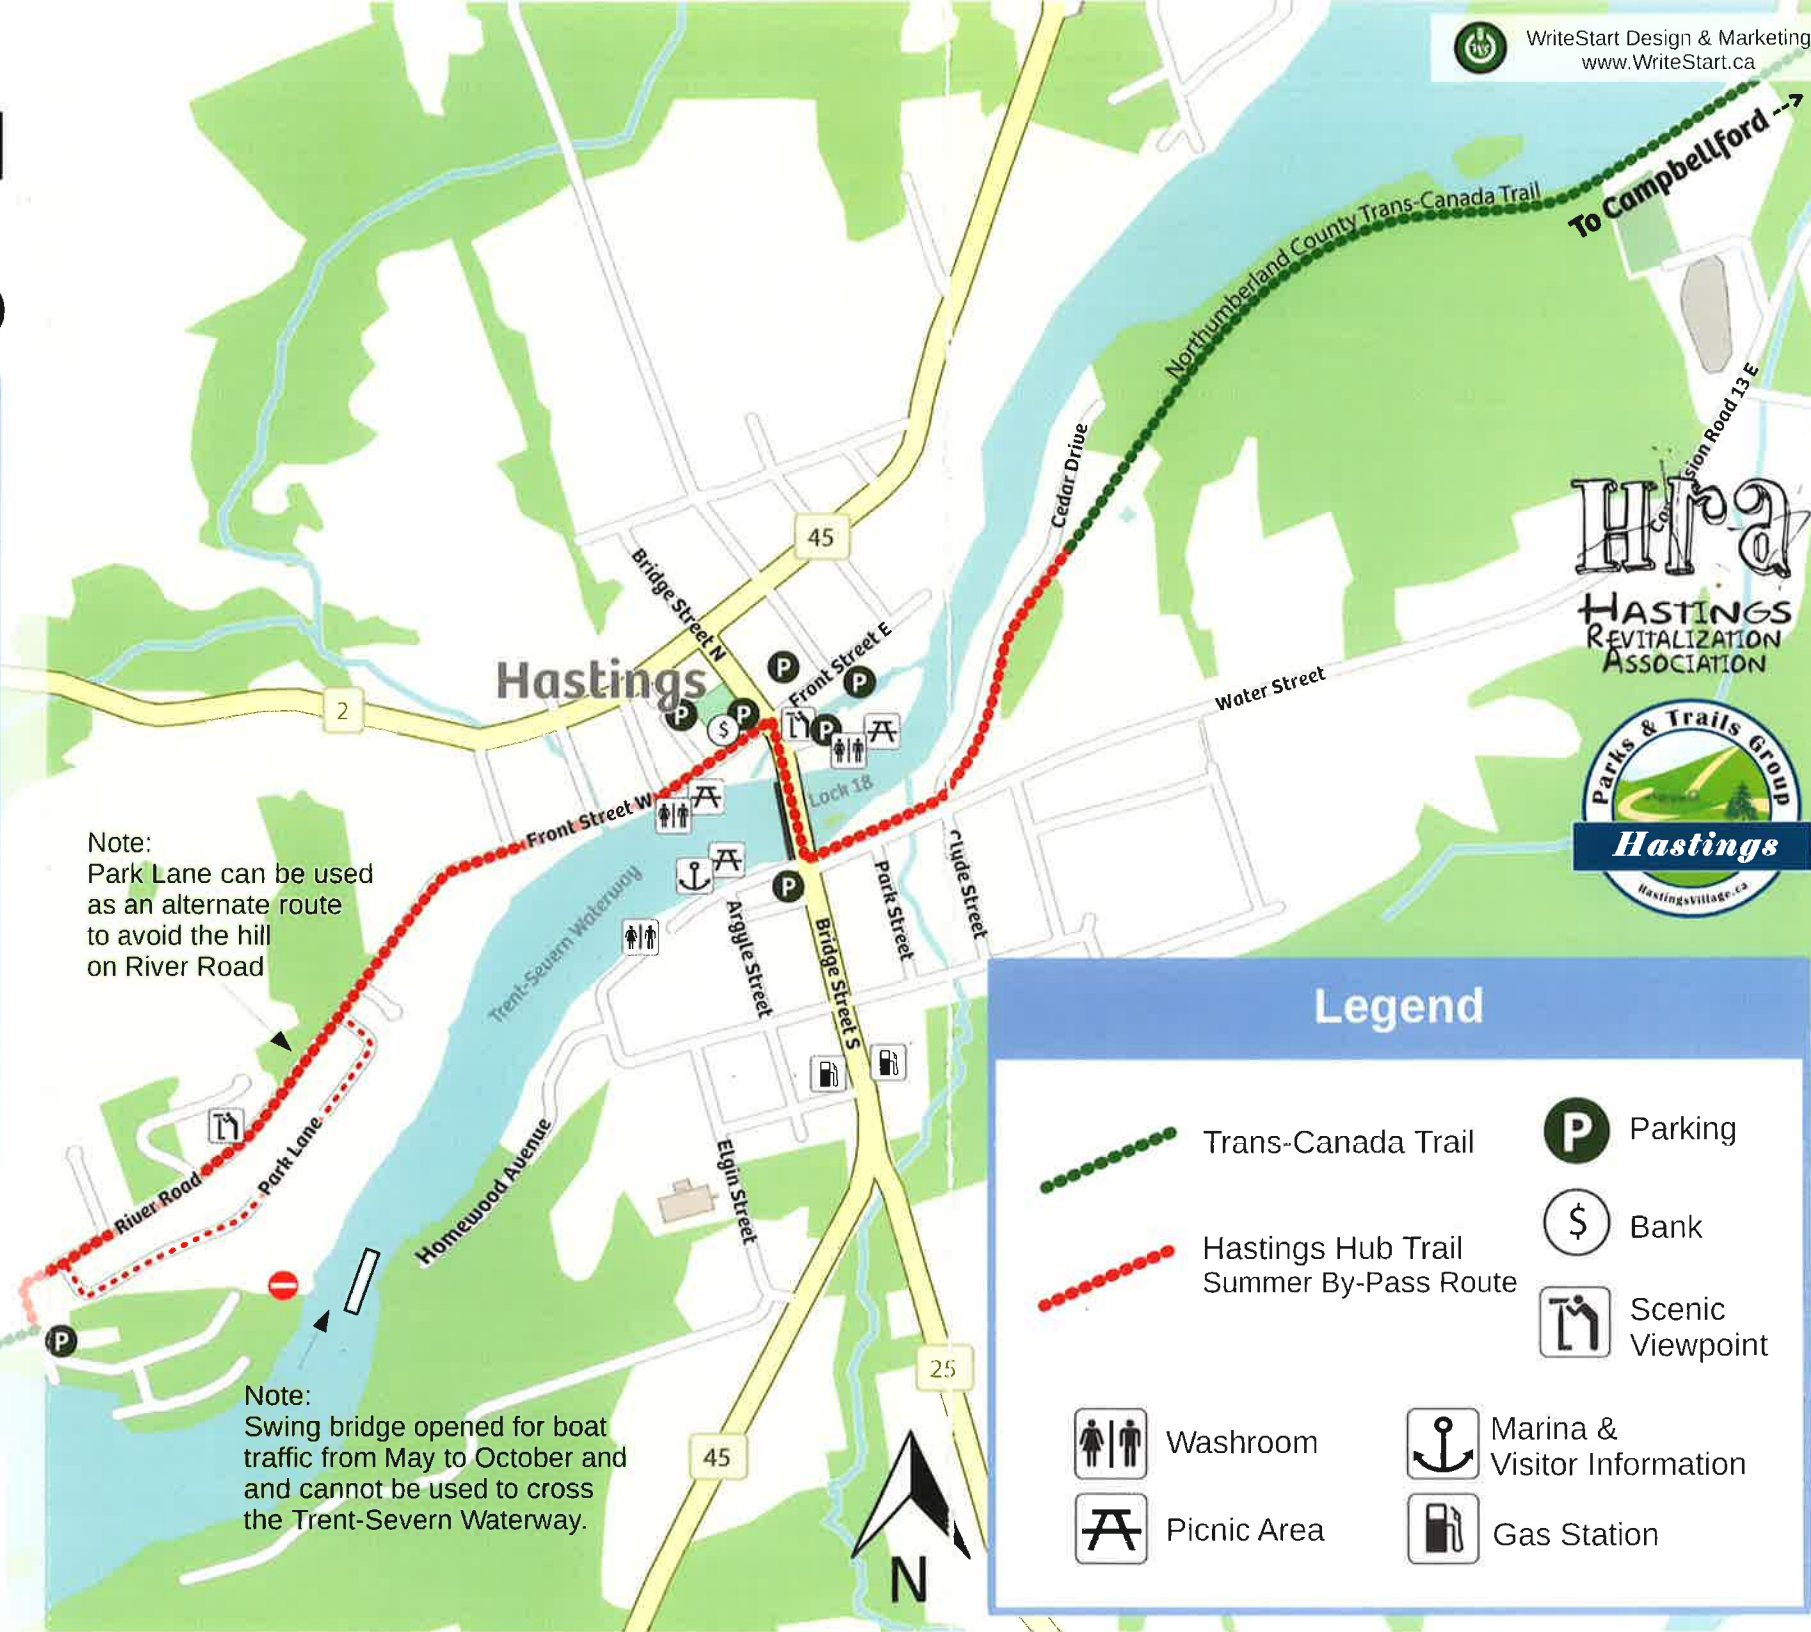 WriteStart Design & Marketing
www.WriteStart.ca
To Campbellford
Northumberland County Trans-Canada Trail
Cedar Drive
45
Bridge Street N
Hastings
Front Street E
2
P
P
P
P
P
$
Lock 18
Front Street W
Water Street
sion Road 13 E
Hra
HASTINGS
REVITALIZATION
ASSOCIATION
Parks & Trails Group
Hastings
HastingsVillage.ca
Note:
Park Lane can be used
as an alternate route
to avoid the hill
on River Road
Trent-Severn Waterway
P
Argyle Street
Bridge Street S
Park Street
Clyde Street
River Road
Park Lane
Homewood Avenue
Elgin Street
P
Note:
Swing bridge opened for boat
traffic from May to October and
and cannot be used to cross
the Trent-Severn Waterway.
45
25
N
Legend
Trans-Canada Trail
Hastings Hub Trail
Summer By-Pass Route
P Parking
$ Bank
Scenic
Viewpoint
Washroom
Marina &
Visitor Information
Picnic Area
Gas Station